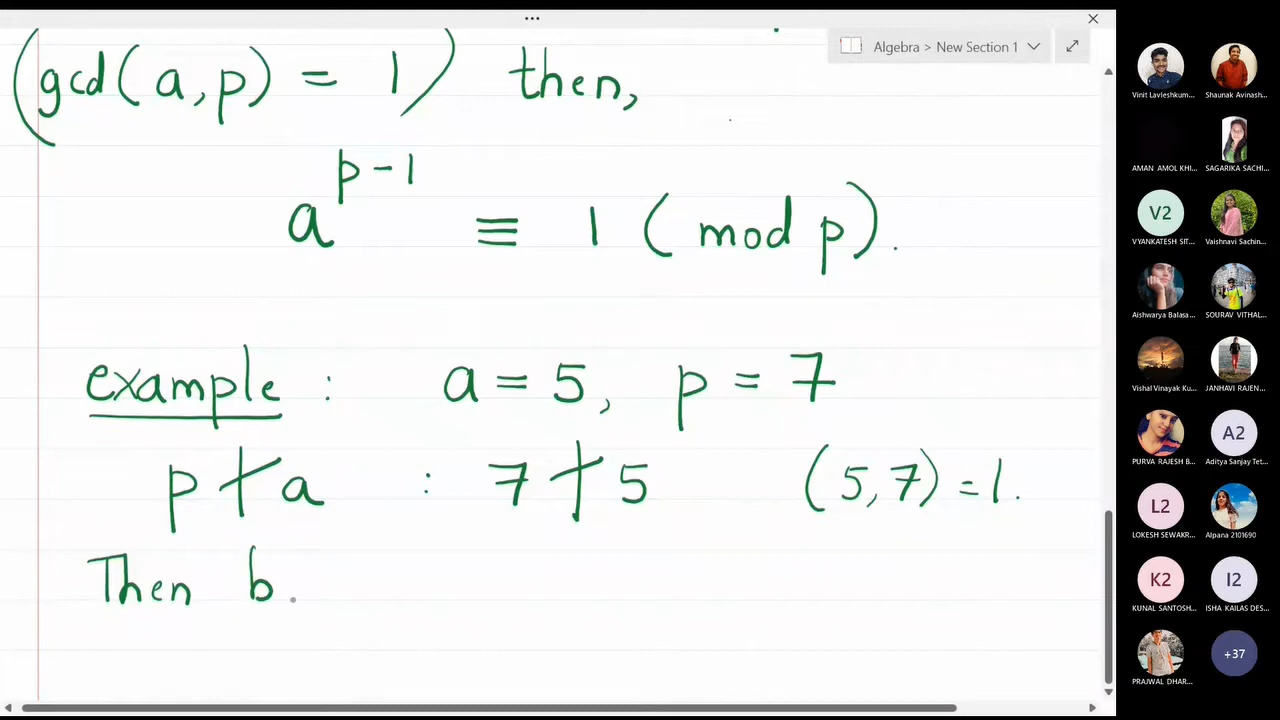 ...
Algebra > New Section 1
(gcd(a,p) = 1) then,
a^{p-1} ≡ 1 (mod p).
example : a = 5, p = 7
p ∤ a : 7 ∤ 5 (5,7) = 1.
Then b
Vinit Lavleshkum... Shaunak Avinash...
AMAN AMOL KHI... SAGARIKA SACHI...
V2
VYANKATESH SIT... Vaishnavi Sachin...
Aishwarya Balasa... SOURAV VITHAL...
Vishal Vinayak Ku... JANHAVI RAJEN...
A2
PURVA RAJESH B... Aditya Sanjay Tet...
L2
LOKESH SEWAKR... Alpana 2101690
K2 I2
KUNAL SANTOSH... ISHA KAILAS DES...
+37
PRAJWAL DHAR...